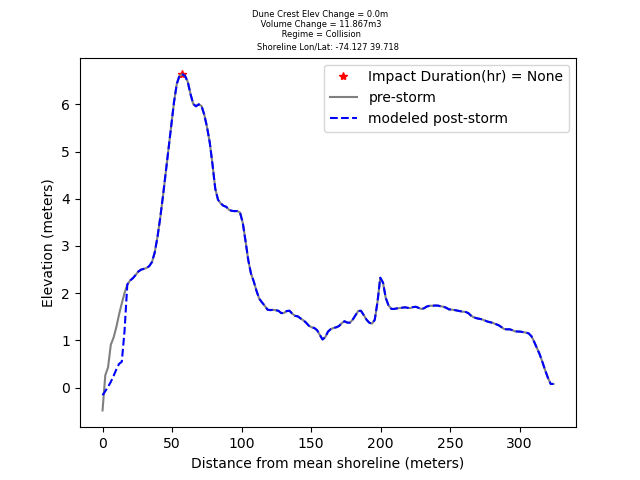 Dune Crest Elev Change = 0.0m
Volume Change = 11.867m3
Regime = Collision
Shoreline Lon/Lat: -74.127 39.718
Impact Duration(hr) = None
pre-storm
modeled post-storm
Elevation (meters)
6
5
4
3
2
1
0
0 50 100 150 200 250 300
Distance from mean shoreline (meters)